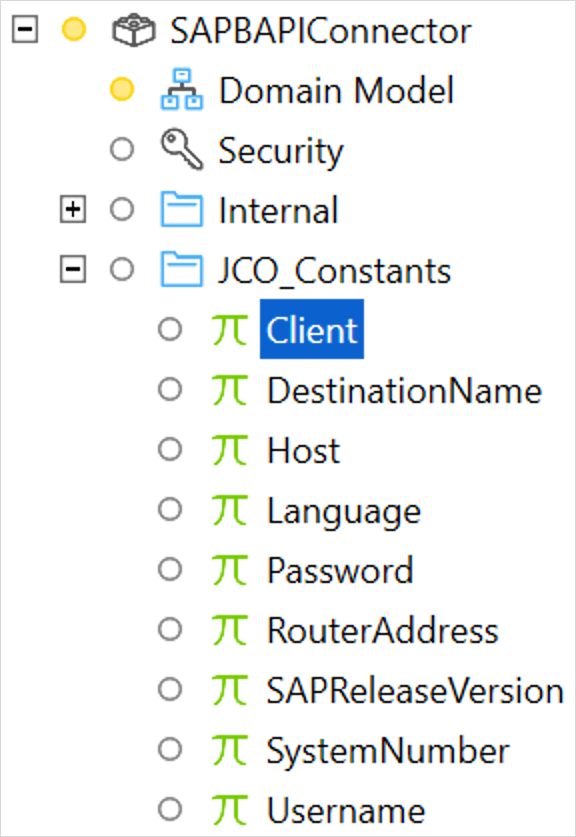 SAPBAPIConnector
Domain Model
Security
Internal
JCO_Constants
Client
DestinationName
Host
Language
Password
RouterAddress
SAPReleaseVersion
SystemNumber
Username